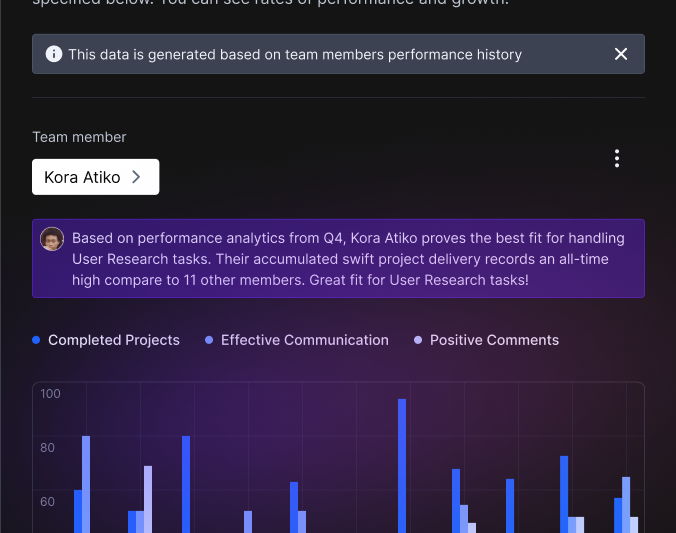 specified below. You can see rates of performance and growth.
This data is generated based on team members performance history
Team member
Kora Atiko
Based on performance analytics from Q4, Kora Atiko proves the best fit for handling
User Research tasks. Their accumulated swift project delivery records an all-time
high compare to 11 other members. Great fit for User Research tasks!
Completed Projects
Effective Communication
Positive Comments
100
80
60